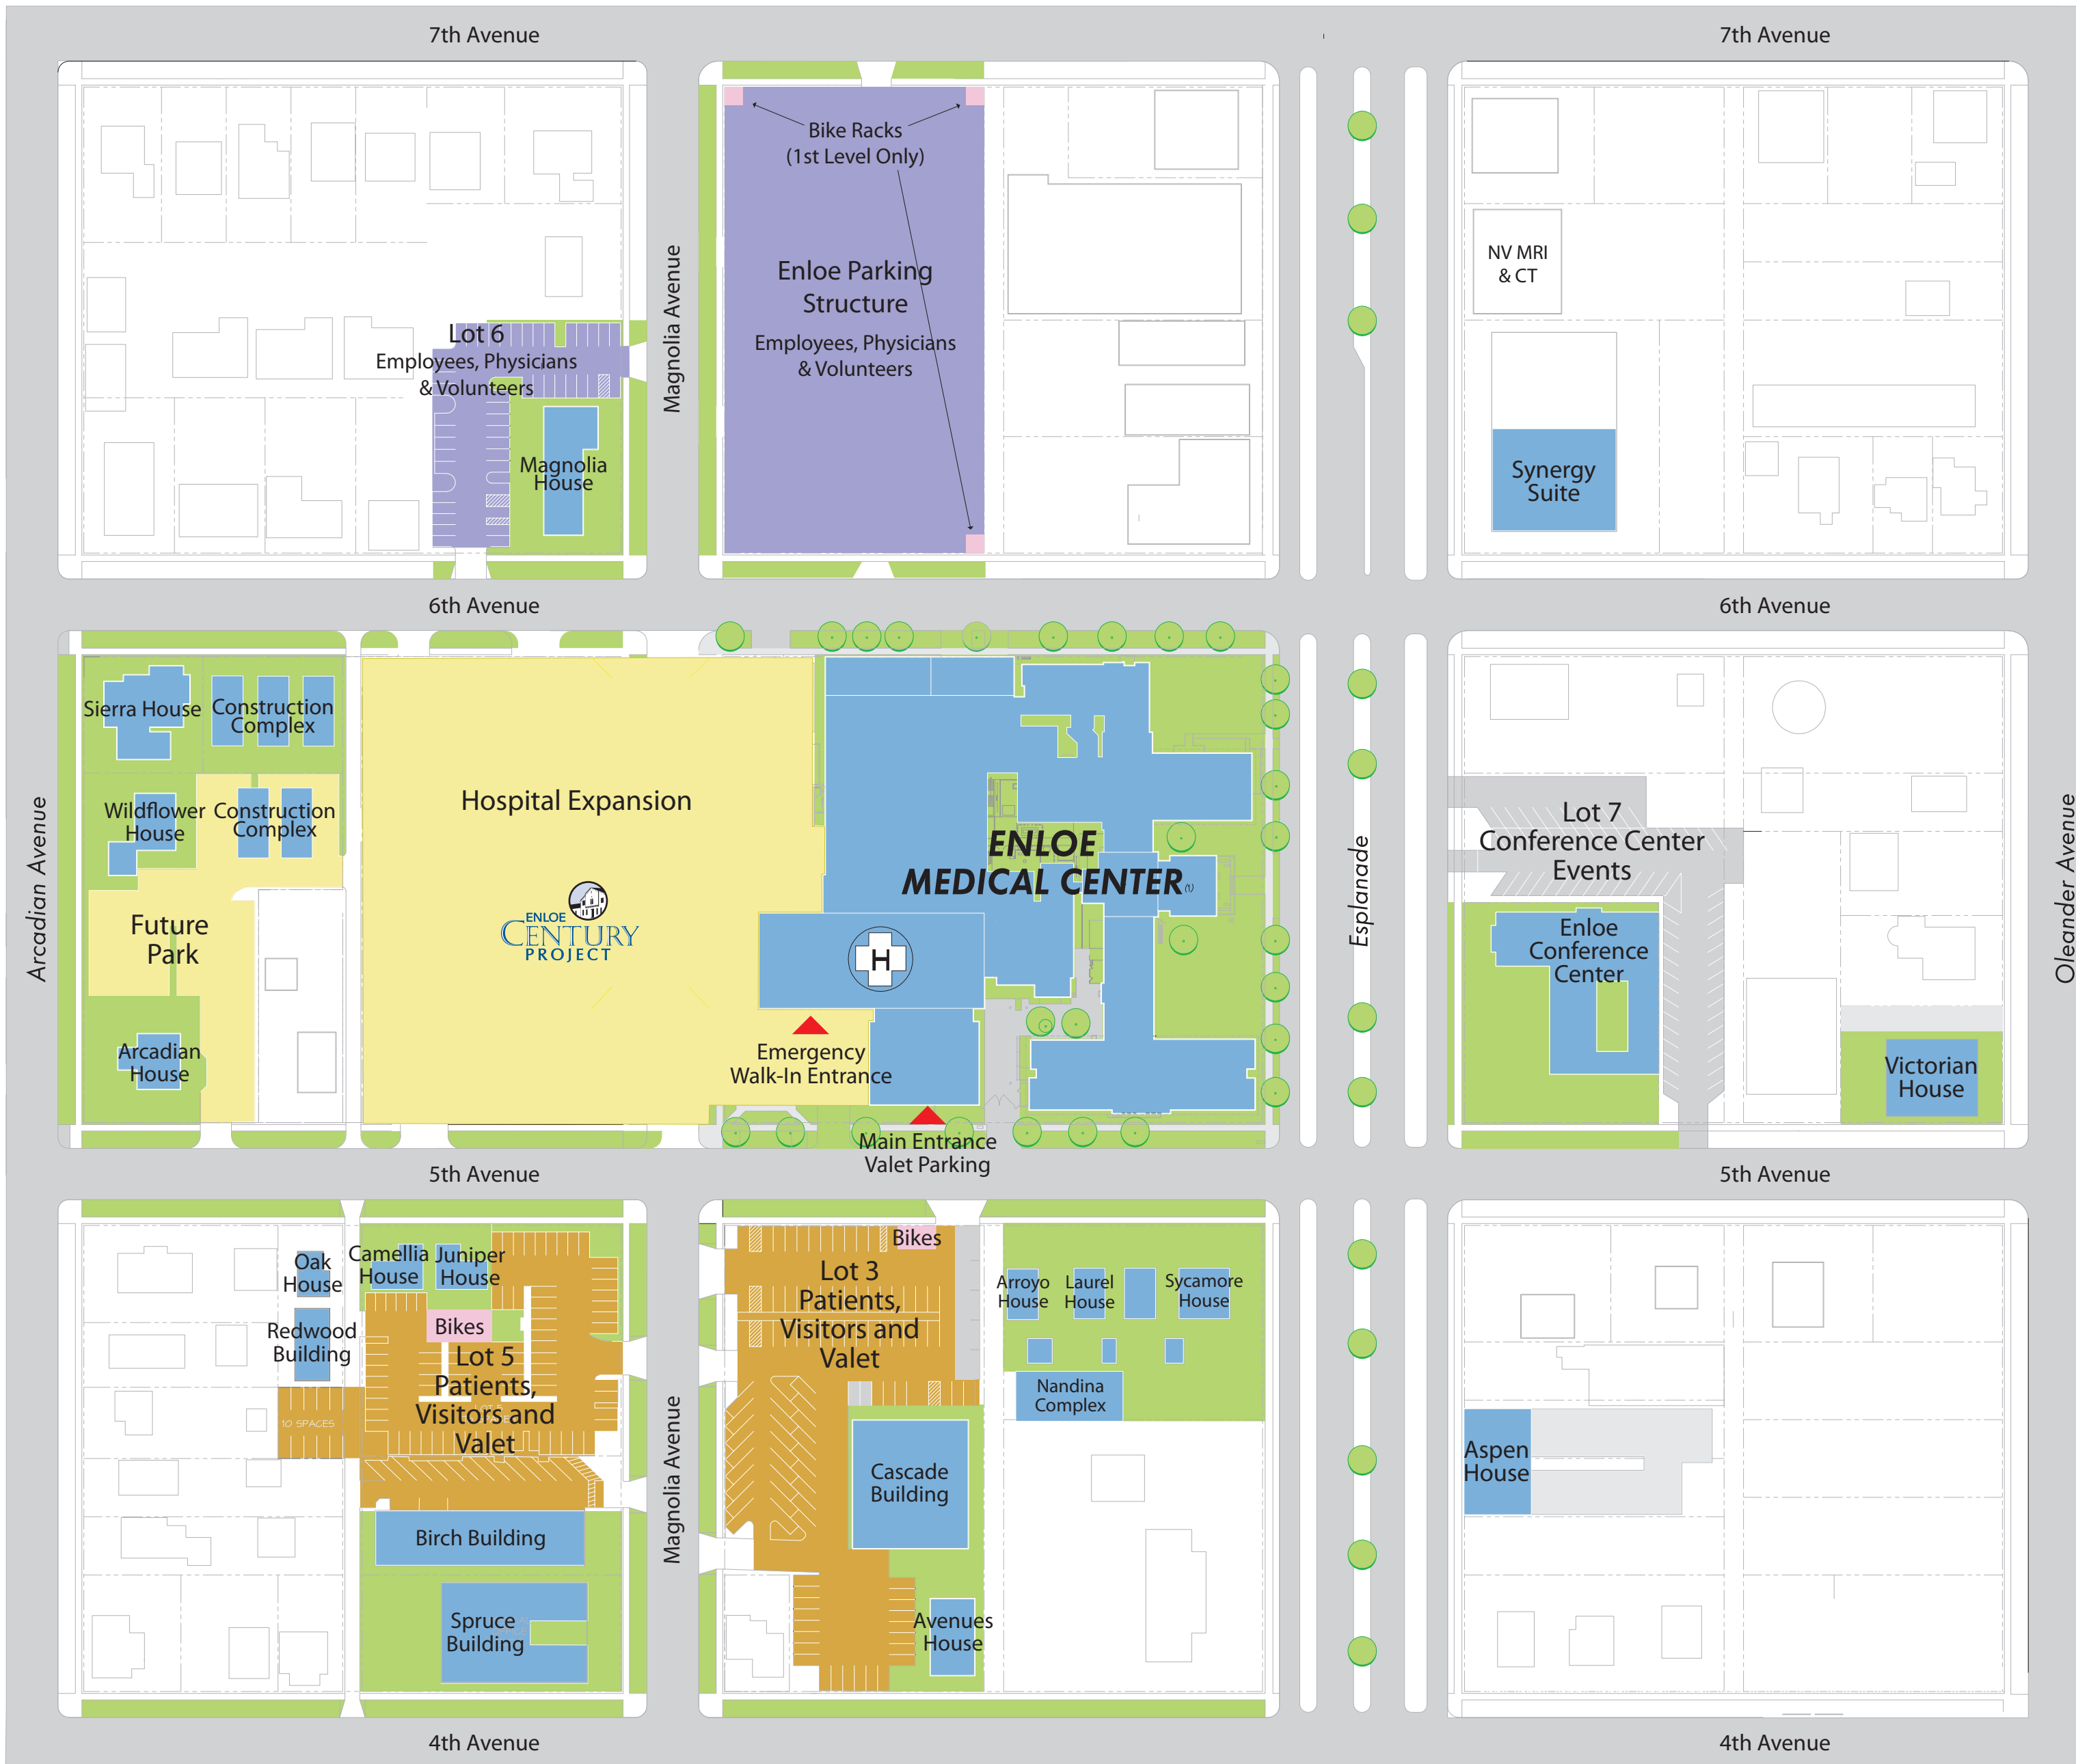 7th Avenue
7th Avenue
Bike Racks
(1st Level Only)
Enloe Parking
Structure
Employees, Physicians
& Volunteers
Magnolia Avenue
Lot 6
Employees, Physicians
& Volunteers
Magnolia
House
NV MRI
& CT
Synergy
Suite
6th Avenue
6th Avenue
Arcadian Avenue
Sierra House
Construction
Complex
Wildflower
House
Construction
Complex
Future
Park
Arcadian
House
Hospital Expansion
ENLOE
CENTURY
PROJECT
ENLOE
MEDICAL CENTER(1)
H
Emergency
Walk-In Entrance
Main Entrance
Valet Parking
Esplanade
Lot 7
Conference Center
Events
Enloe
Conference
Center
Victorian
House
Oleander Avenue
5th Avenue
5th Avenue
Oak
House
Camellia
House
Juniper
House
Redwood
Building
Bikes
Lot 5
Patients,
Visitors and
Valet
10 SPACES
Birch Building
Spruce
Building
Magnolia Avenue
Bikes
Lot 3
Patients,
Visitors and
Valet
Arroyo
House
Laurel
House
Sycamore
House
Nandina
Complex
Cascade
Building
Avenues
House
Aspen
House
4th Avenue
4th Avenue